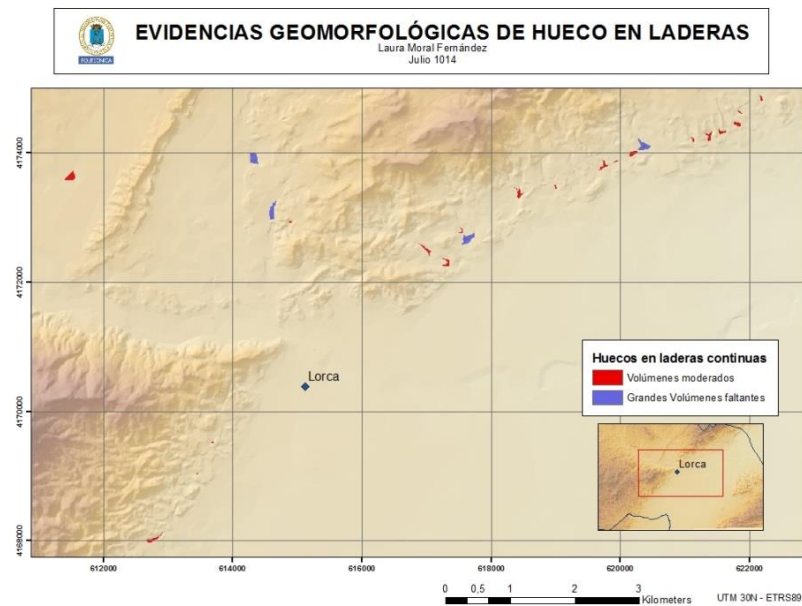 EVIDENCIAS GEOMORFOLÓGICAS DE HUECO EN LADERAS
Laura Moral Fernández
Julio 1014
POLITÉCNICA
4174000
4172000
4170000
4168000
Lorca
Huecos en laderas continuas
Volúmenes moderados
Grandes Volúmenes faltantes
Lorca
612000 614000 616000 618000 620000 622000
0 0,5 1 2 3
Kilometers
UTM 30N - ETRS89